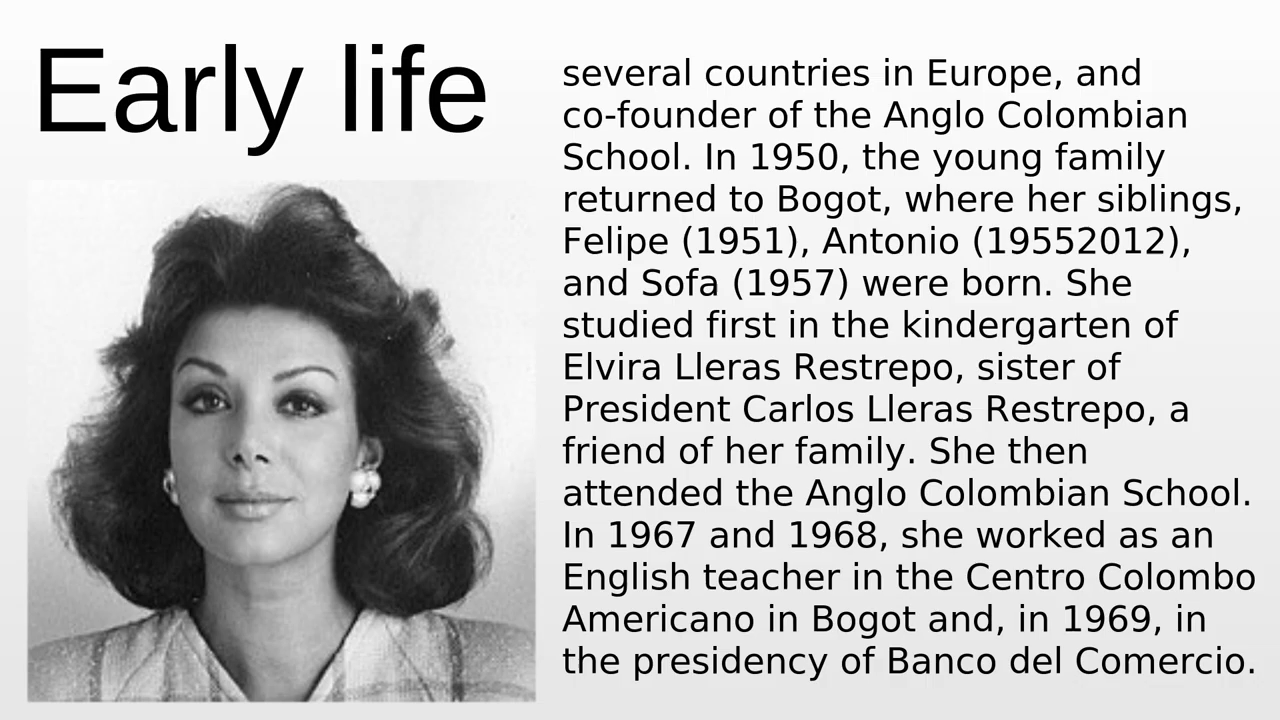 Early life
several countries in Europe, and
co-founder of the Anglo Colombian
School. In 1950, the young family
returned to Bogot, where her siblings,
Felipe (1951), Antonio (19552012),
and Sofa (1957) were born. She
studied first in the kindergarten of
Elvira Lleras Restrepo, sister of
President Carlos Lleras Restrepo, a
friend of her family. She then
attended the Anglo Colombian School.
In 1967 and 1968, she worked as an
English teacher in the Centro Colombo
Americano in Bogot and, in 1969, in
the presidency of Banco del Comercio.